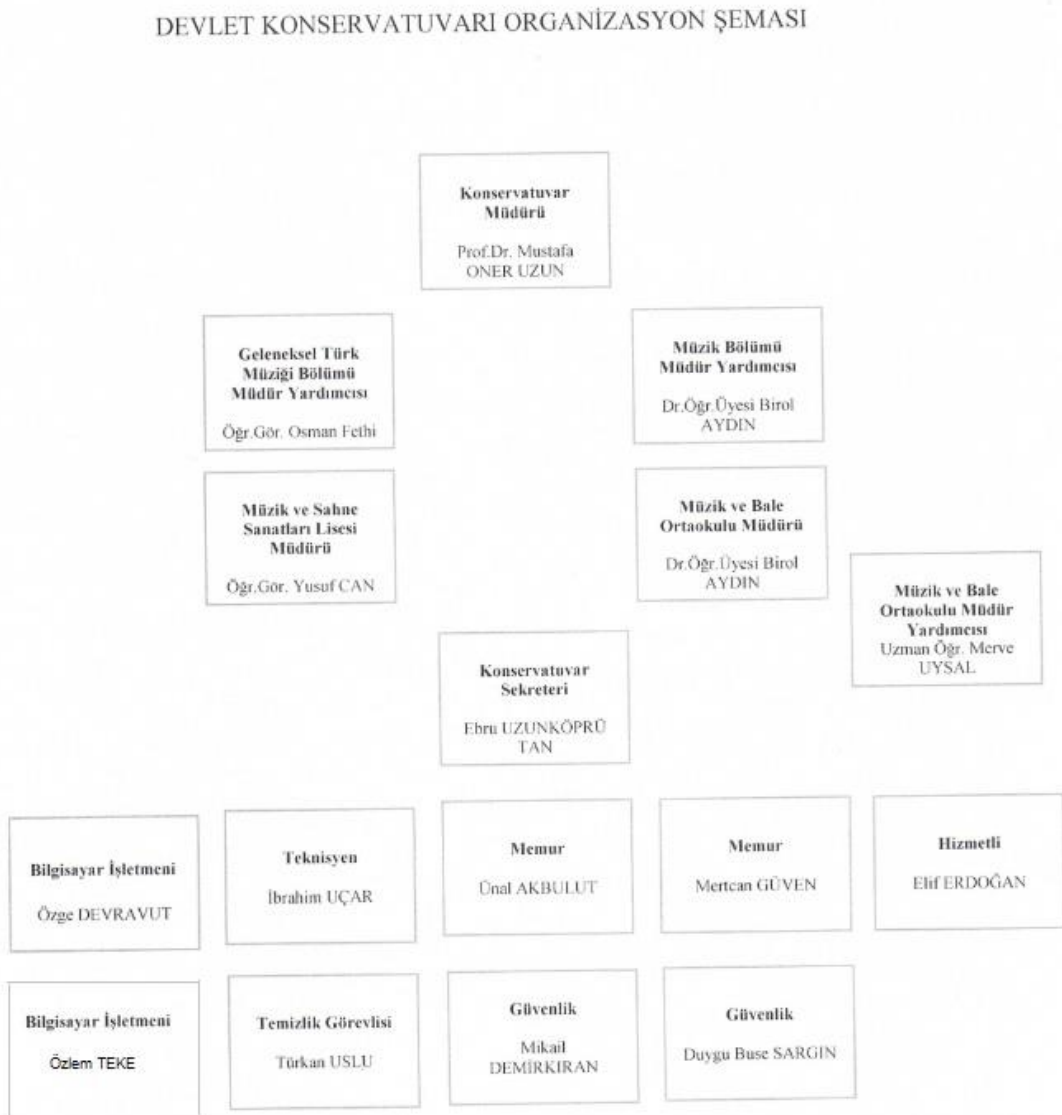 DEVLET KONSERVATUVARI ORGANİZASYON ŞEMASI
Konservatuvar
Müdürü
Prof.Dr. Mustafa
ONER UZUN
Geleneksel Türk
Müziği Bölümü
Müdür Yardımcısı
Öğr.Gör. Osman Fethi
Müzik Bölümü
Müdür Yardımcısı
Dr.Öğr.Üyesi Birol
AYDIN
Müzik ve Sahne
Sanatları Lisesi
Müdürü
Öğr.Gör. Yusuf CAN
Müzik ve Bale
Ortaokulu Müdürü
Dr.Öğr.Üyesi Birol
AYDIN
Müzik ve Bale
Ortaokulu Müdür
Yardımcısı
Uzman Öğr. Merve
UYSAL
Konservatuvar
Sekreteri
Ebru UZUNKÖPRÜ
TAN
Bilgisayar İşletmeni
Özge DEVRAVUT
Teknisyen
İbrahim UÇAR
Memur
Ünal AKBULUT
Memur
Mertcan GÜVEN
Hizmetli
Elif ERDOĞAN
Bilgisayar İşletmeni
Özlem TEKE
Temizlik Görevlisi
Türkan USLU
Güvenlik
Mikail
DEMİRKIRAN
Güvenlik
Duygu Buse SARGIN